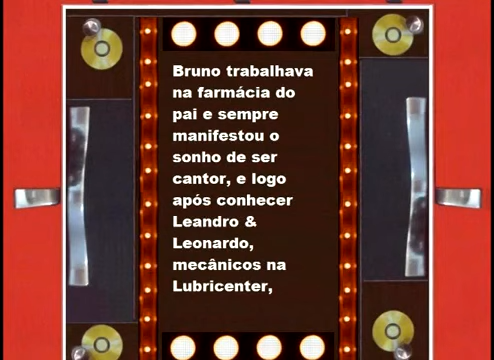 Bruno trabalhava
na farmácia do
pai e sempre
manifestou o
sonho de ser
cantor, e logo
após conhecer
Leandro &
Leonardo,
mecânicos na
Lubricenter,